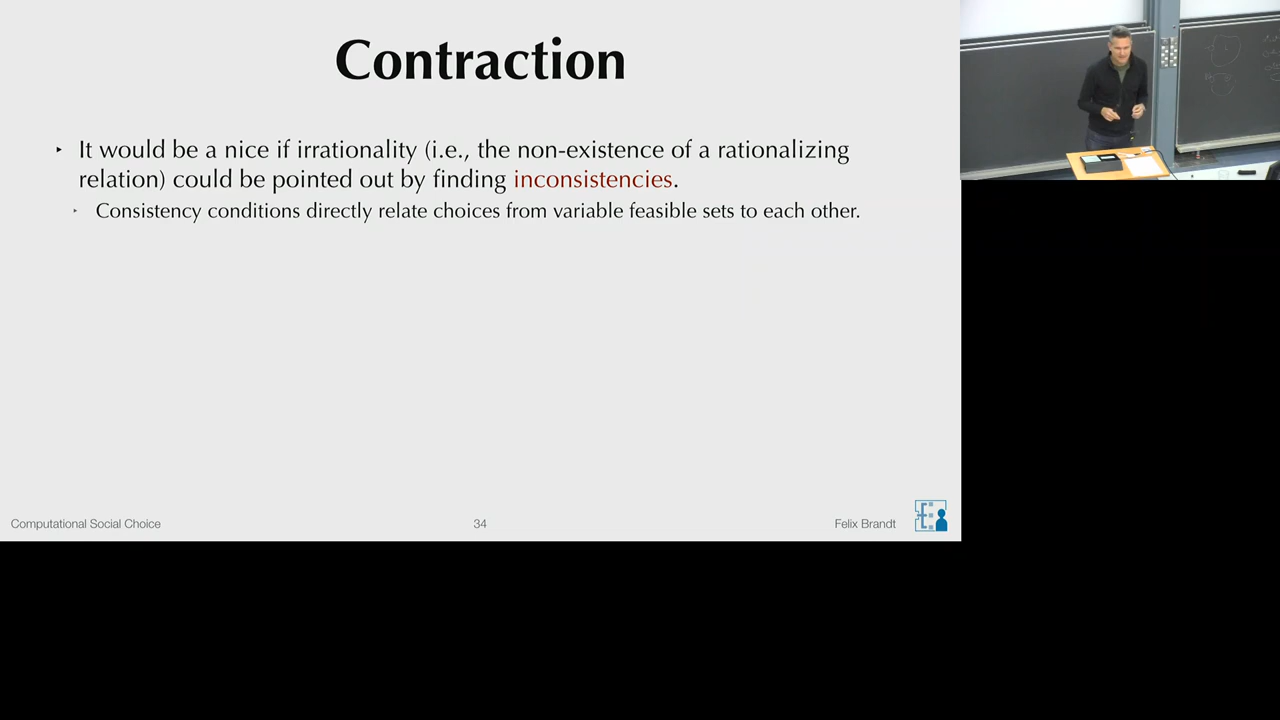 Contraction
‣ It would be a nice if irrationality (i.e., the non-existence of a rationalizing
relation) could be pointed out by finding inconsistencies.
‣ Consistency conditions directly relate choices from variable feasible sets to each other.
Computational Social Choice
34
Felix Brandt